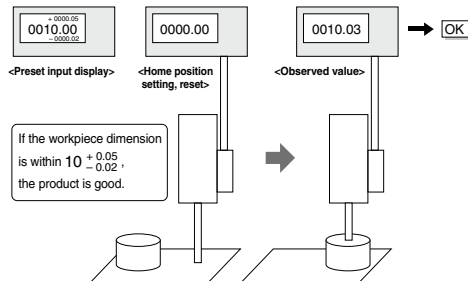 + 0000.05
0010.00
– 0000.02
0000.00
0010.03
OK
<Preset input display>
<Home position
setting, reset>
<Observed value>
If the workpiece dimension
is within 10 + 0.05
– 0.02 ,
the product is good.